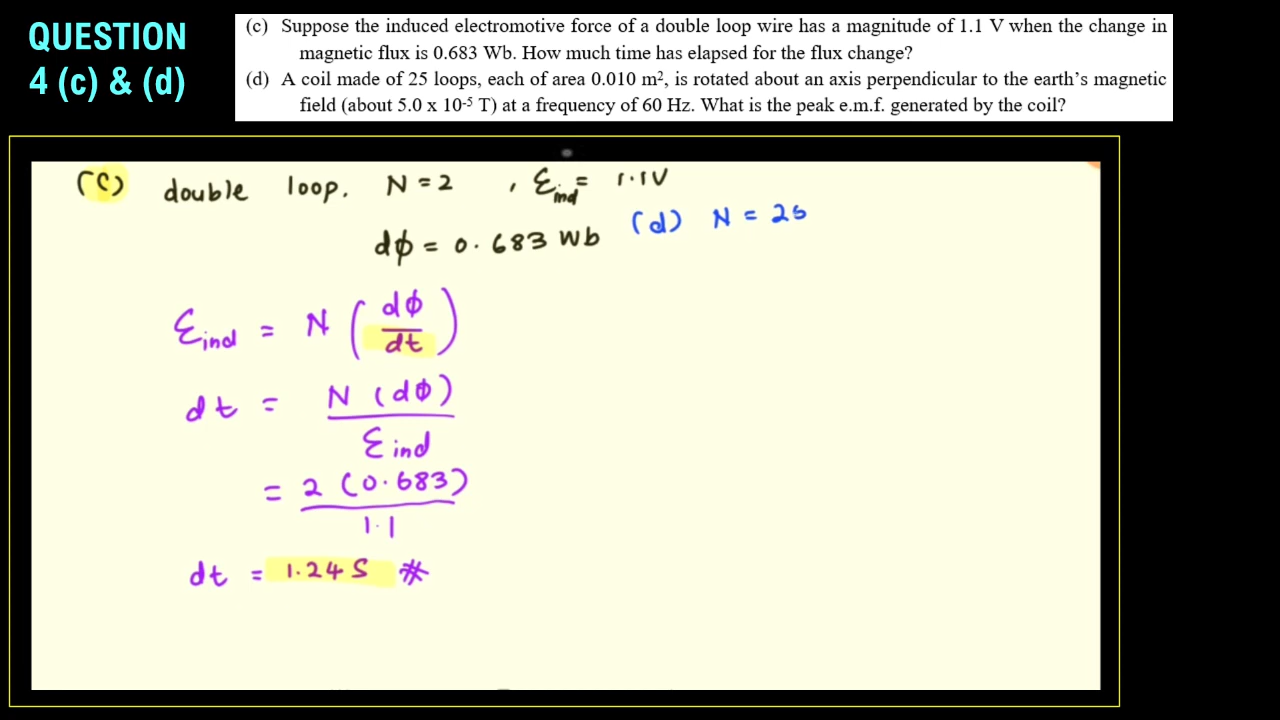 QUESTION
4 (c) & (d)
(c) Suppose the induced electromotive force of a double loop wire has a magnitude of 1.1 V when the change in
magnetic flux is 0.683 Wb. How much time has elapsed for the flux change?
(d) A coil made of 25 loops, each of area 0.010 m², is rotated about an axis perpendicular to the earth's magnetic
field (about 5.0 x 10⁻⁵ T) at a frequency of 60 Hz. What is the peak e.m.f. generated by the coil?
(c) double loop. N = 2 , Ɛind = 1.1V
dϕ = 0.683 Wb
(d) N = 25
Ɛind = N (dϕ/dt)
dt = N (dϕ)
Ɛind
= 2 (0.683)
1.1
dt = 1.24 S #